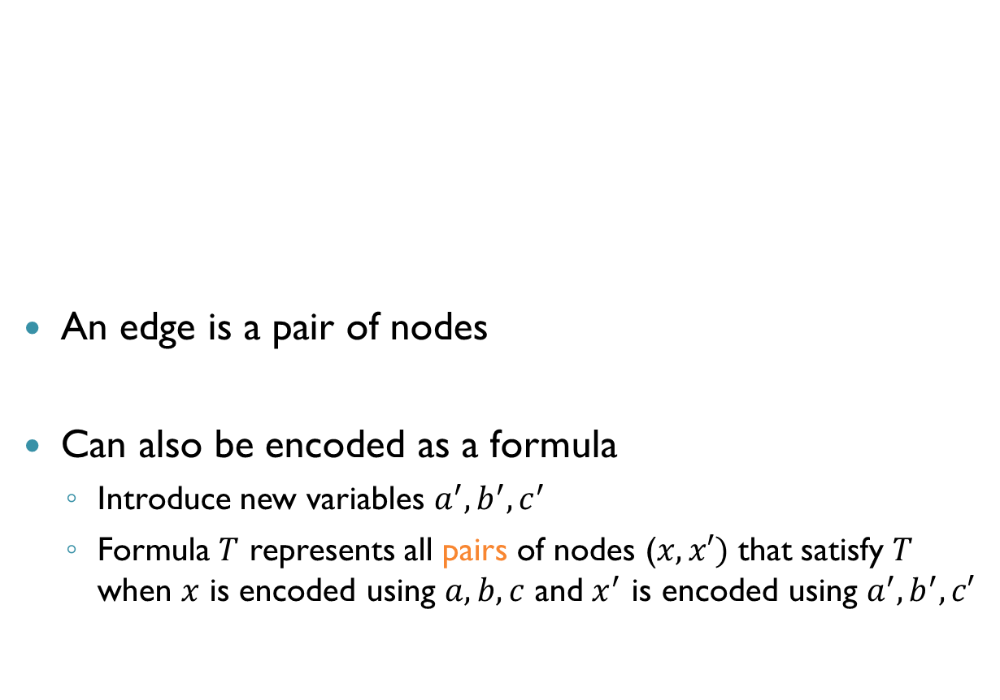 • An edge is a pair of nodes
• Can also be encoded as a formula
◦ Introduce new variables 𝑎′, 𝑏′, 𝑐′
◦ Formula 𝑇 represents all pairs of nodes (𝑥, 𝑥′) that satisfy 𝑇
when 𝑥 is encoded using 𝑎, 𝑏, 𝑐 and 𝑥′ is encoded using 𝑎′, 𝑏′, 𝑐′